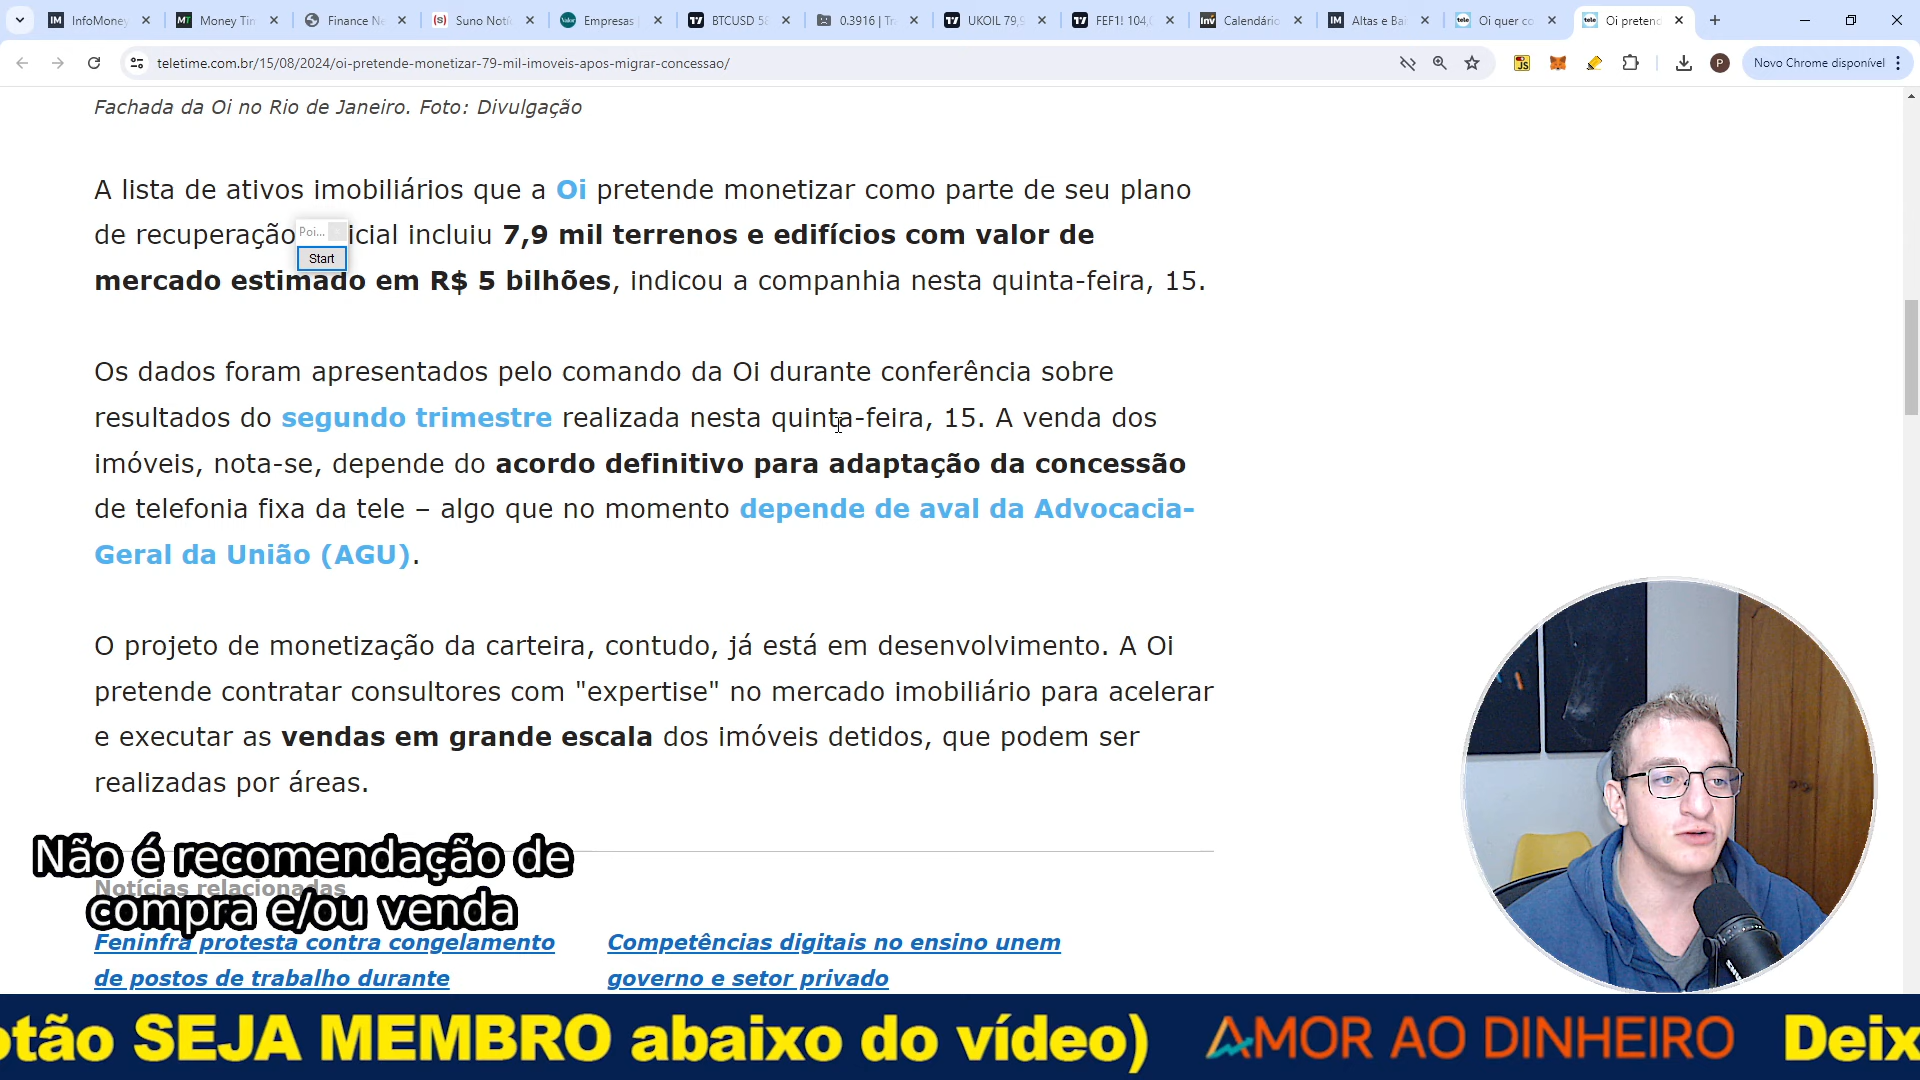 InfoMoney
Money Tim
Finance Ne
Suno Notí
Empresas
BTCUSD 58
0.3916 | Tr
UKOIL 79,9
FEF1! 104,
Calendário
Altas e Bai
Oi quer co
Oi pretend
teletime.com.br/15/08/2024/oi-pretende-monetizar-79-mil-imoveis-apos-migrar-concessao/
Novo Chrome disponível
Fachada da Oi no Rio de Janeiro. Foto: Divulgação
A lista de ativos imobiliários que a Oi pretende monetizar como parte de seu plano
de recuperação icial incluiu 7,9 mil terrenos e edifícios com valor de
Poi...
Start
mercado estimado em R$ 5 bilhões, indicou a companhia nesta quinta-feira, 15.
Os dados foram apresentados pelo comando da Oi durante conferência sobre
resultados do segundo trimestre realizada nesta quinta-feira, 15. A venda dos
imóveis, nota-se, depende do acordo definitivo para adaptação da concessão
de telefonia fixa da tele – algo que no momento depende de aval da Advocacia-
Geral da União (AGU).
O projeto de monetização da carteira, contudo, já está em desenvolvimento. A Oi
pretende contratar consultores com "expertise" no mercado imobiliário para acelerar
e executar as vendas em grande escala dos imóveis detidos, que podem ser
realizadas por áreas.
Não é recomendação de
compra e/ou venda
Notícias relacionadas
Feninfra protesta contra congelamento
de postos de trabalho durante
Competências digitais no ensino unem
governo e setor privado
otão SEJA MEMBRO abaixo do vídeo) AMOR AO DINHEIRO Deix